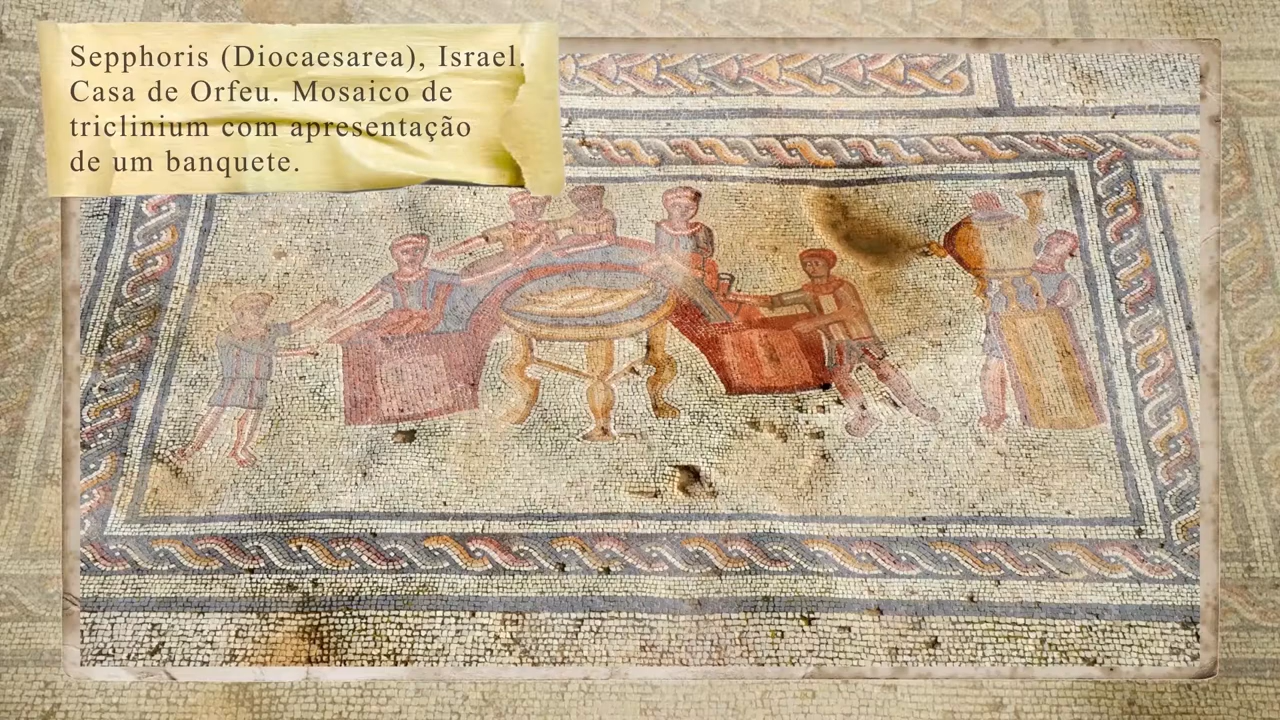 Sepphoris (Diocaesarea), Israel.
Casa de Orfeu. Mosaico de
triclinium com apresentação
de um banquete.